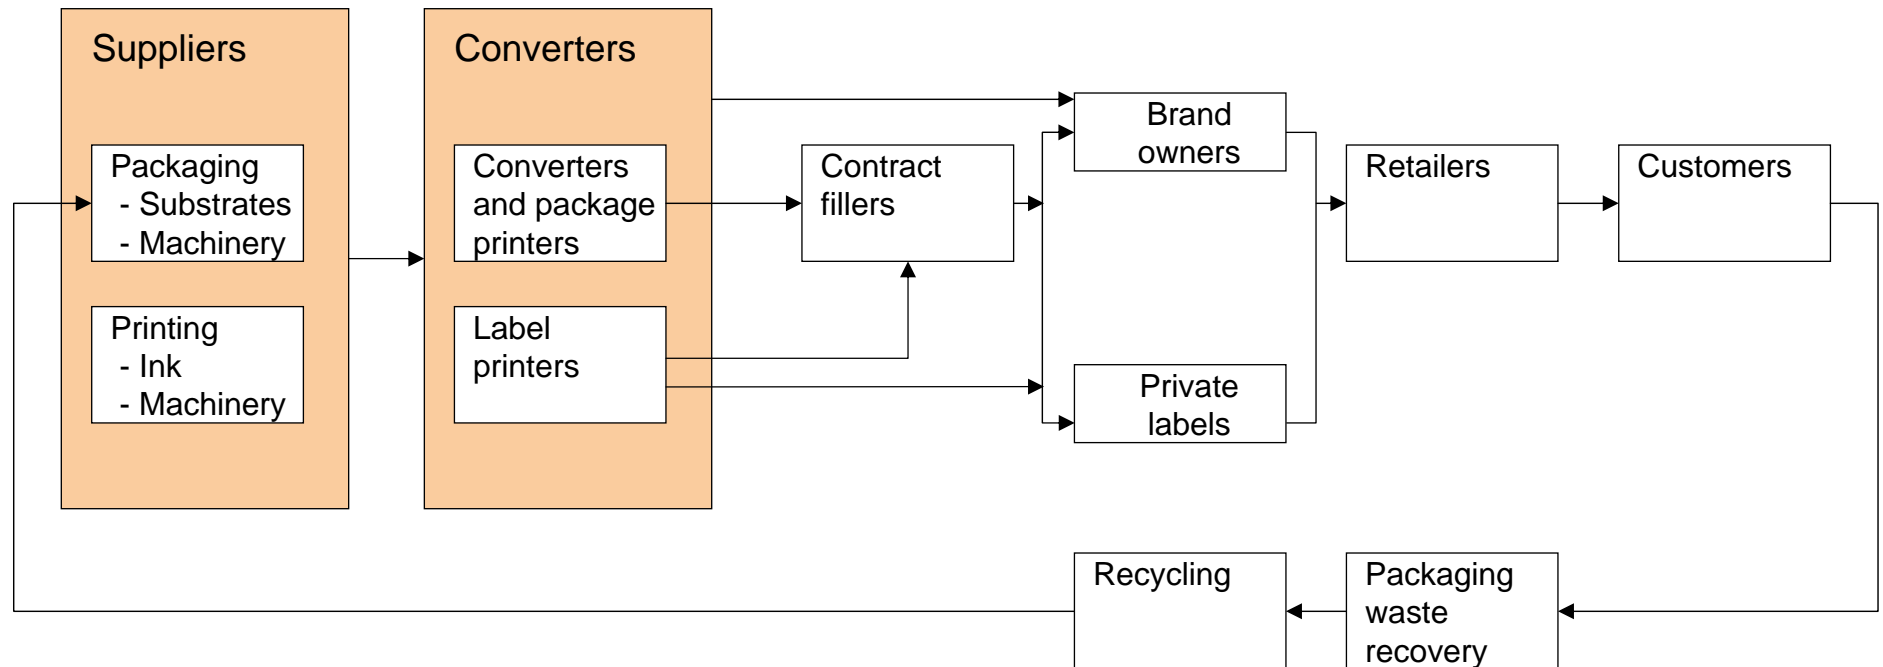 Suppliers
Packaging
- Substrates
- Machinery
Printing
- Ink
- Machinery
Converters
Converters
and package
printers
Label
printers
Contract
fillers
Brand
owners
Private
labels
Retailers
Customers
Recycling
Packaging
waste
recovery